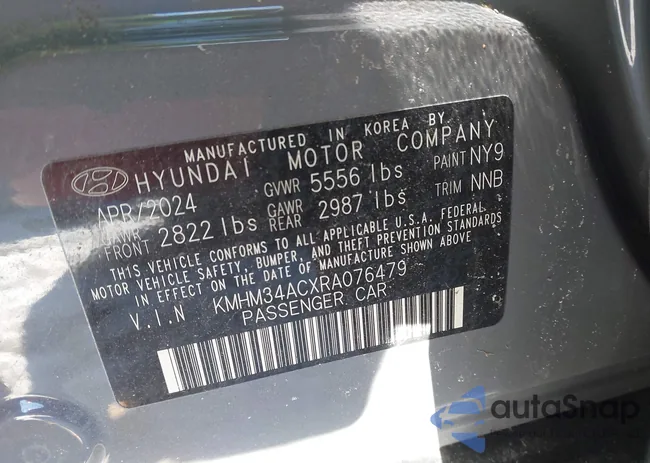 MANUFACTURED IN KOREA BY
HYUNDAI MOTOR COMPANY
APR/2024 GVWR 5556 lbs PAINT NY9
GAWR FRONT 2822 lbs GAWR REAR 2987 lbs TRIM NNB
THIS VEHICLE CONFORMS TO ALL APPLICABLE U.S.A. FEDERAL
MOTOR VEHICLE SAFETY, BUMPER, AND THEFT PREVENTION STANDARDS
IN EFFECT ON THE DATE OF MANUFACTURE SHOWN ABOVE
V.I.N KMHM34ACXRA076479
PASSENGER CAR
autoSnap